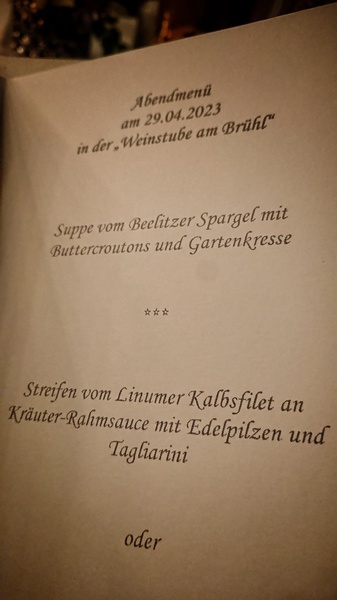 Abendmenü
am 29.04.2023
in der „Weinstube am Brühl“
Suppe vom Beelitzer Spargel mit
Buttercroutons und Gartenkresse
***
Streifen vom Linumer Kalbsfilet an
Kräuter-Rahmsauce mit Edelpilzen und
Tagliarini
oder